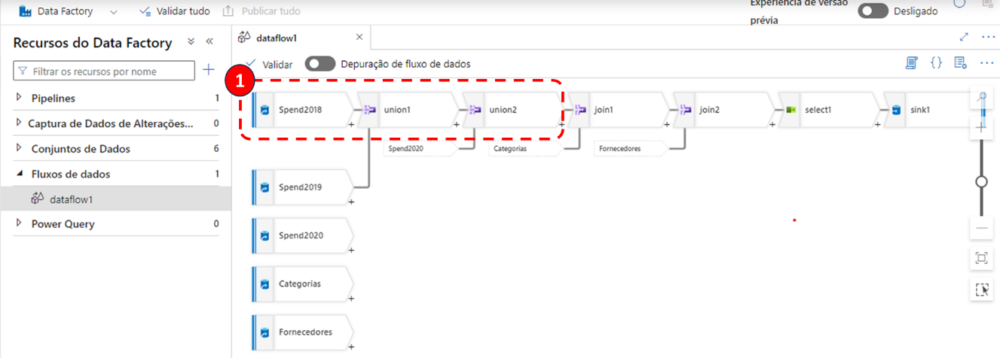 Data Factory
Validar tudo
Publicar tudo
Experiência de versão
prévia
Desligado
Recursos do Data Factory
Filtrar os recursos por nome
Pipelines 1
Captura de Dados de Alterações... 0
Conjuntos de Dados 6
Fluxos de dados 1
dataflow1
Power Query 0
dataflow1
Validar
Depuração de fluxo de dados
1
Spend2018
union1
union2
join1
join2
select1
sink1
Spend2020
Categorias
Fornecedores
Spend2019
Spend2020
Categorias
Fornecedores